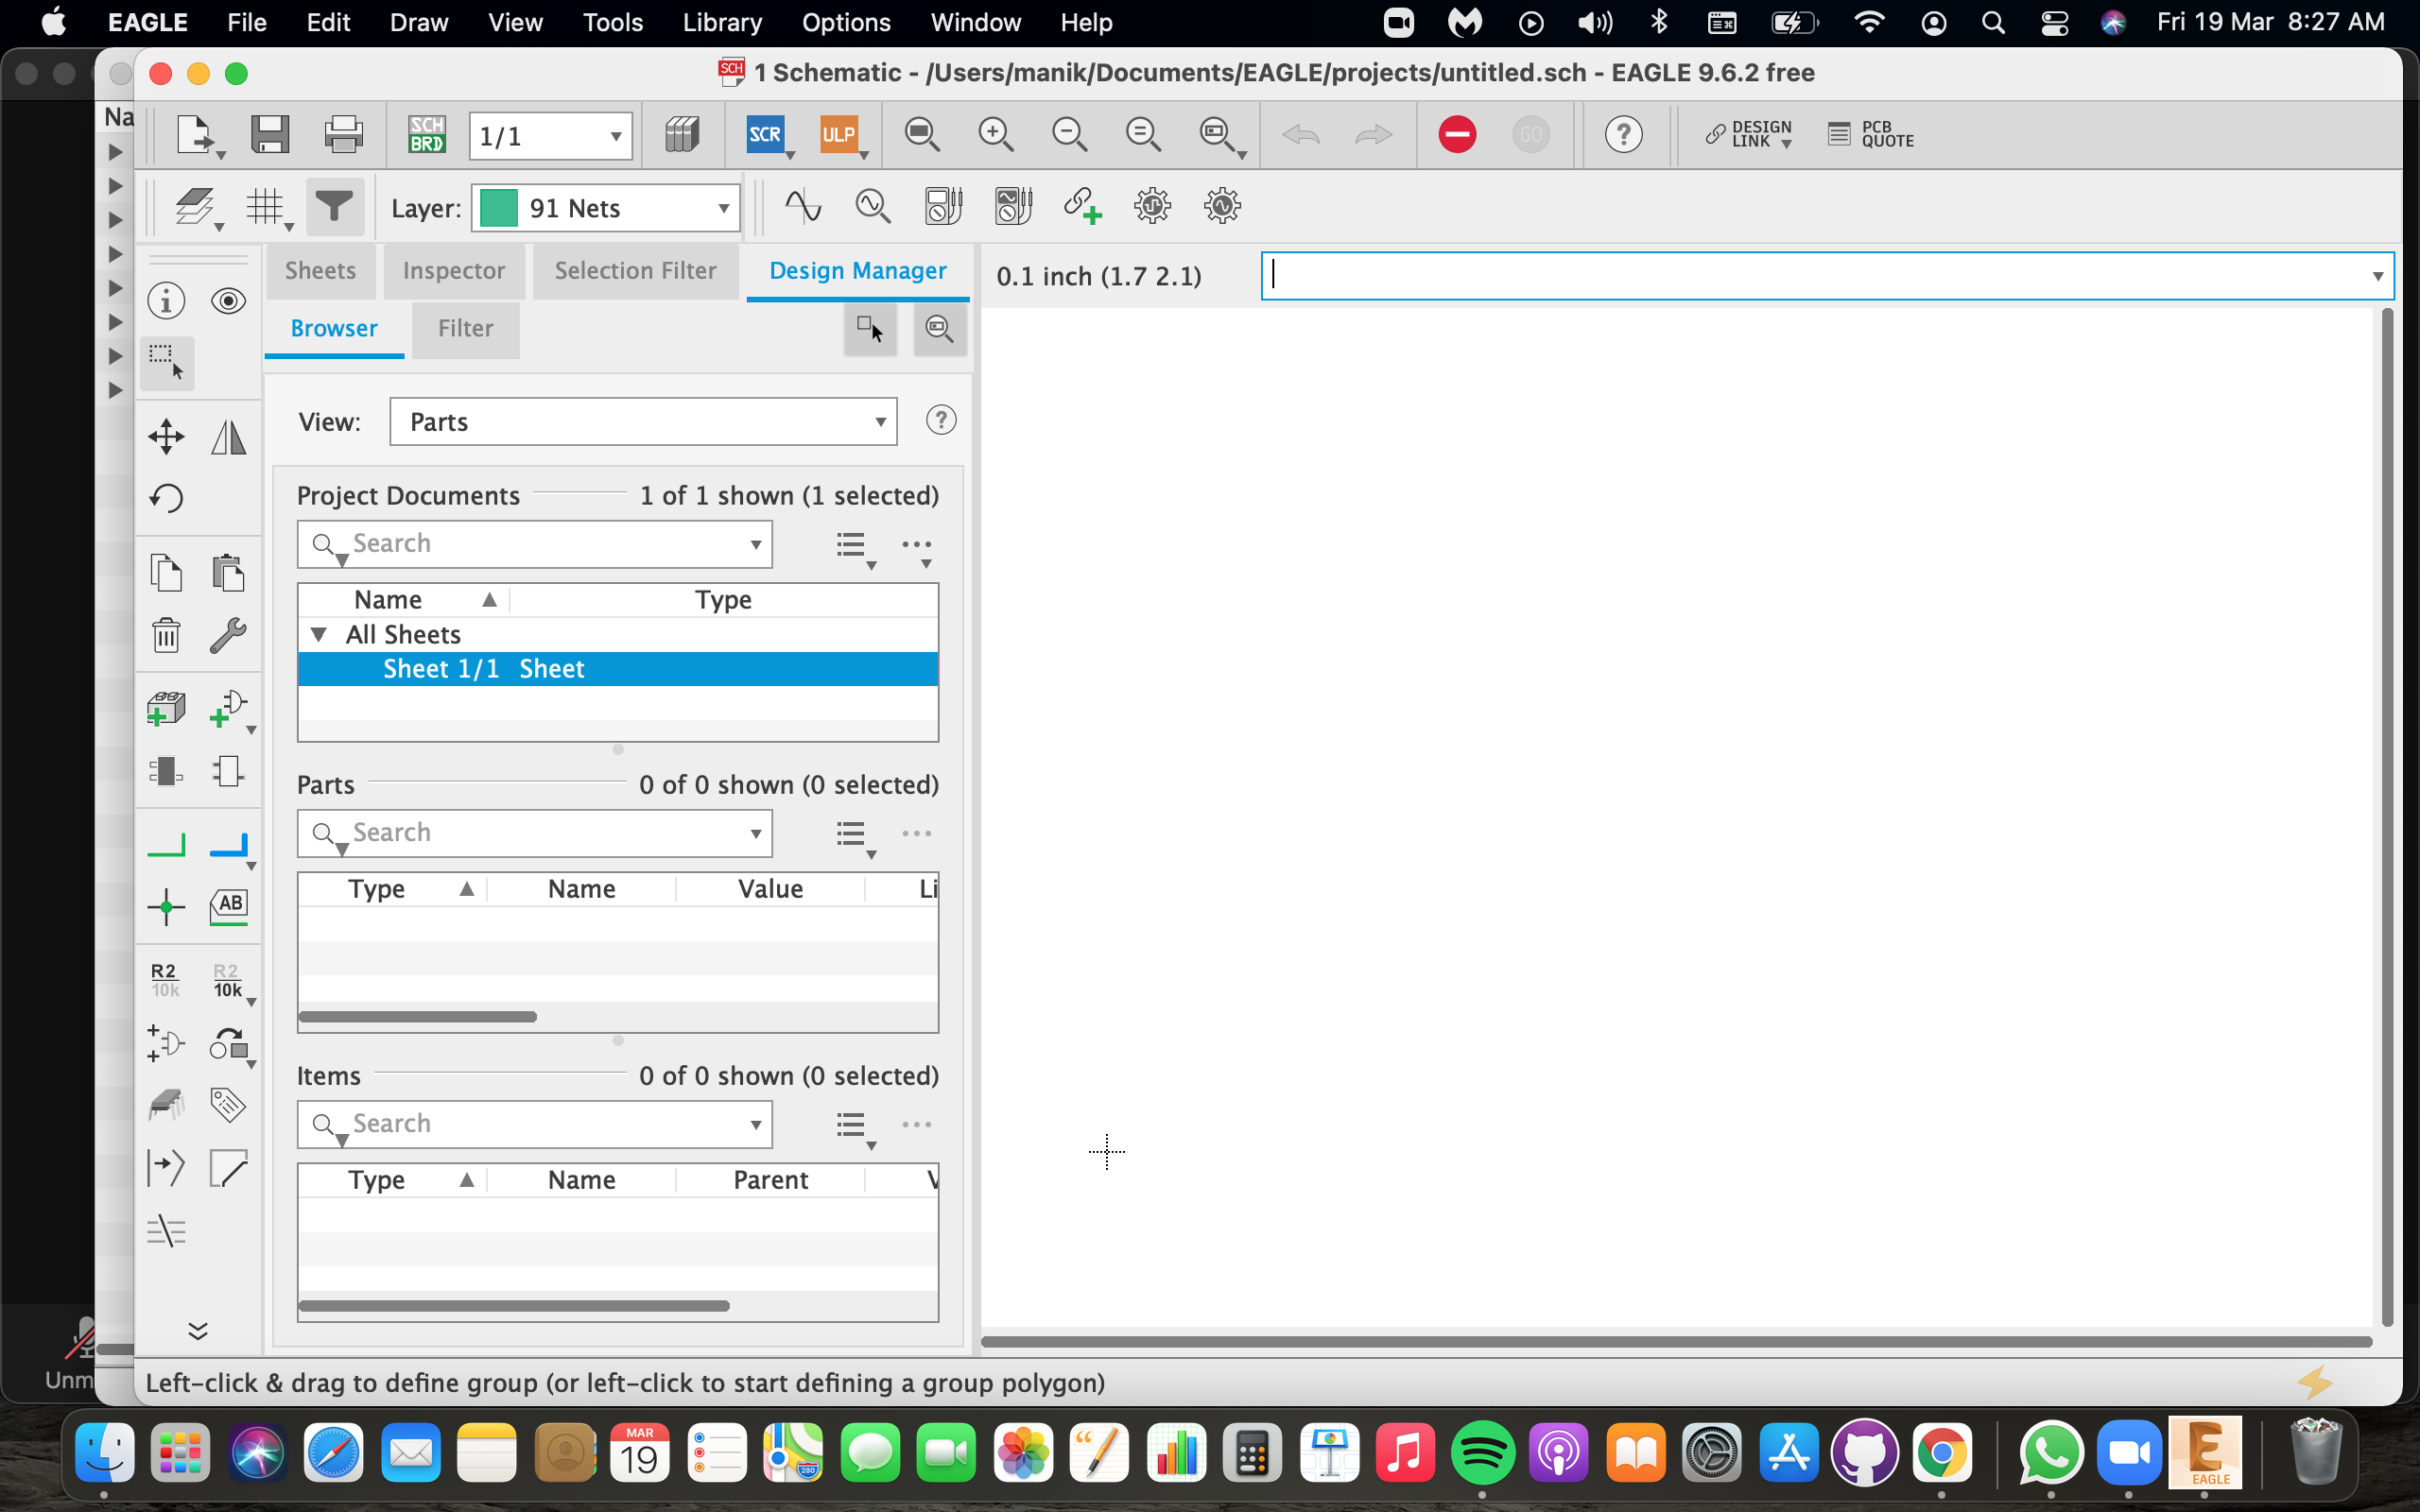 EAGLE File Edit Draw View Tools Library Options Window Help Fri 19 Mar 8:27 AM
SCH 1 Schematic - /Users/manik/Documents/EAGLE/projects/untitled.sch - EAGLE 9.6.2 free
Na
SCH BRD 1/1 SCR ULP GO ? DESIGN LINK PCB QUOTE
Layer: 91 Nets
Sheets Inspector Selection Filter Design Manager
0.1 inch (1.7 2.1)
Browser Filter
View: Parts ?
Project Documents 1 of 1 shown (1 selected)
Search
Name Type
All Sheets
Sheet 1/1 Sheet
Parts 0 of 0 shown (0 selected)
Search
Type Name Value Li
AB
R2 10k R2 10k
Items 0 of 0 shown (0 selected)
Search
Type Name Parent V
Unm
Left-click & drag to define group (or left-click to start defining a group polygon)
MAR
19
280
EAGLE